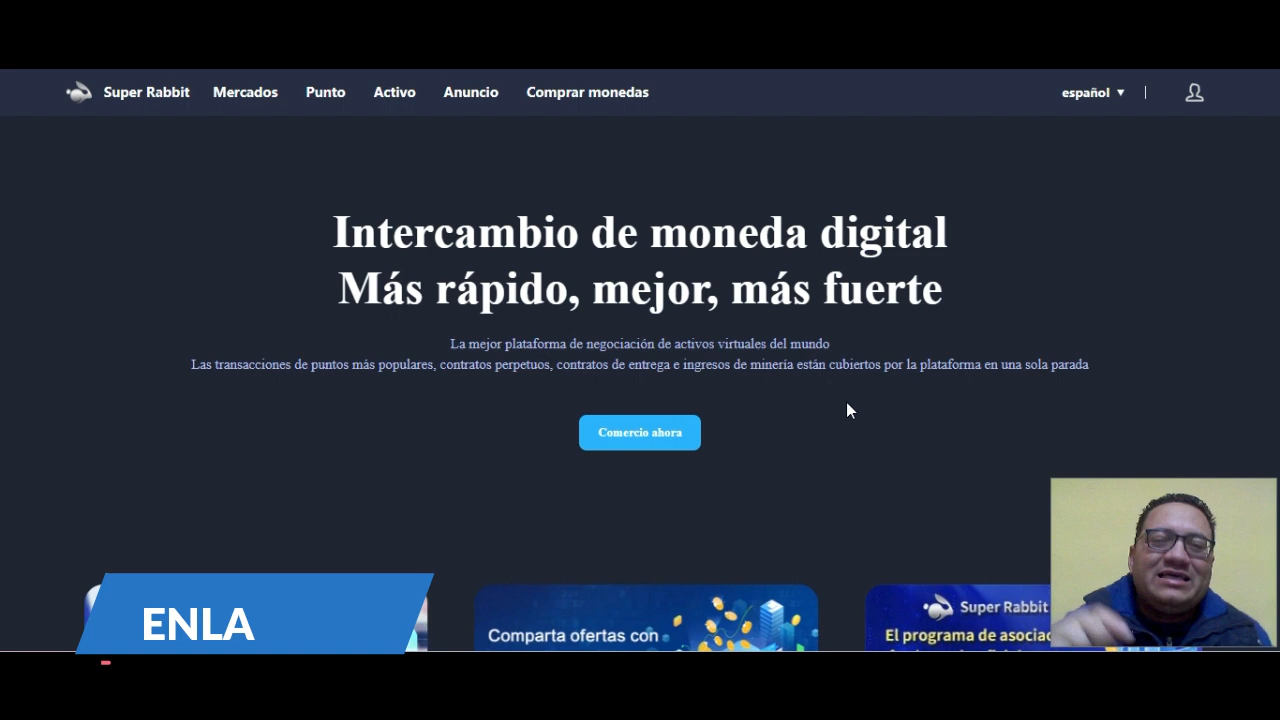 Super Rabbit Mercados Punto Activo Anuncio Comprar monedas español
Intercambio de moneda digital
Más rápido, mejor, más fuerte
La mejor plataforma de negociación de activos virtuales del mundo
Las transacciones de puntos más populares, contratos perpetuos, contratos de entrega e ingresos de minería están cubiertos por la plataforma en una sola parada
Comercio ahora
ENLA
Comparta ofertas con
Super Rabbit
El programa de asociac